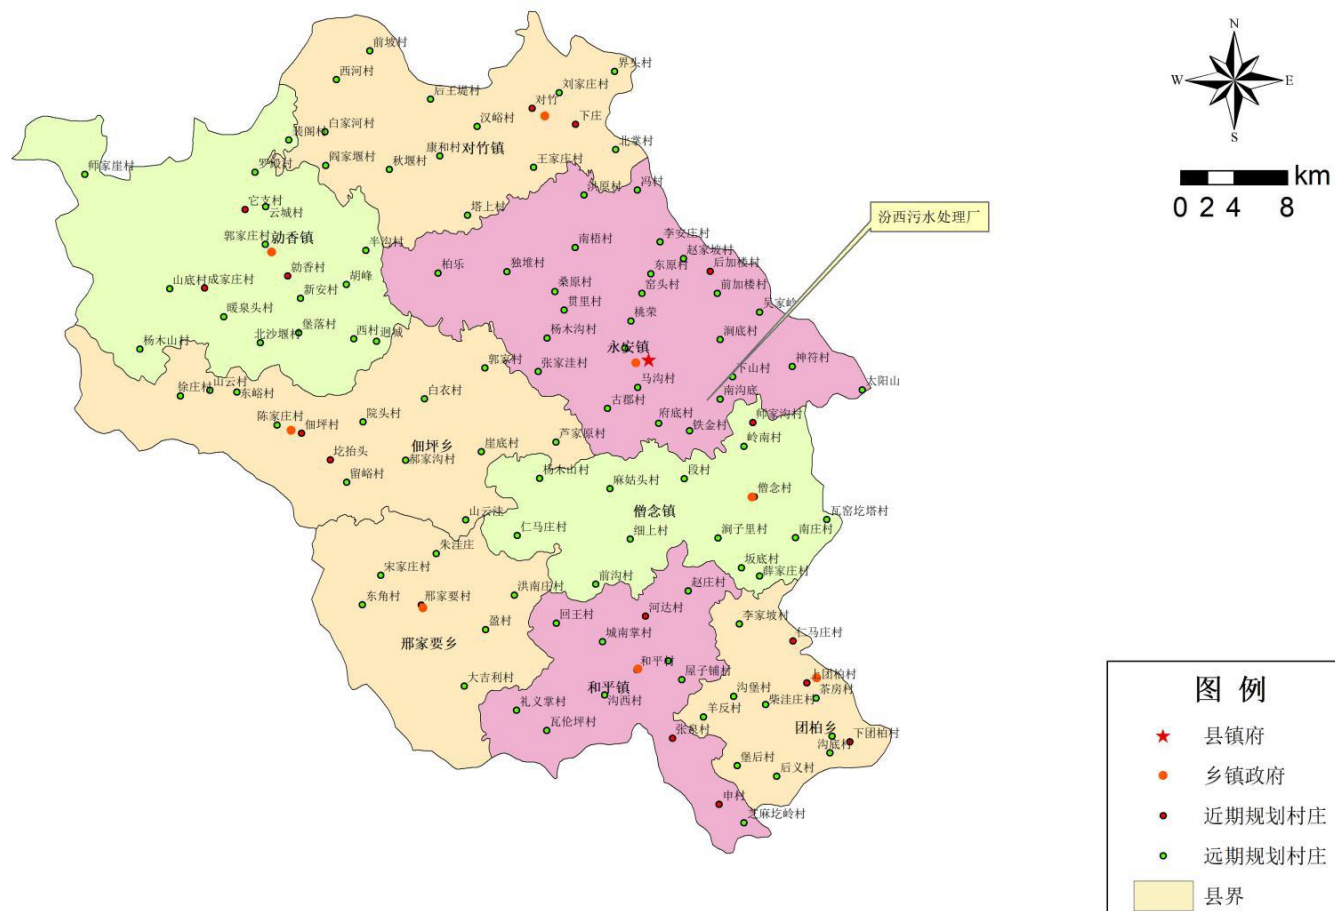 N
W
E
S
km
0 2 4 8
汾西污水处理厂
前坡村
西河村
界头村
刘家庄村
后王堤村
对竹
下庄
汉峪村
白家河村
裴阁村
北掌村
康和村
对竹镇
王家庄村
阎家堰村
秋堰村
师家崖村
罗殿村
洪原村
冯村
它支村
云城村
塔上村
郭家庄村
勍香镇
半沟村
南梧村
李安庄村
赵家坡村
后加楼村
独堆村
东原村
柏乐
勍香村
胡峰
山底村
成家庄村
新安村
桑原村
窑头村
前加楼村
贯里村
吴家岭
暖泉头村
桃荣
堡落村
杨木山村
北沙堰村
西村
迥城
杨木沟村
永安镇
涧底村
郭家村
张家洼村
下山村
神符村
太阳山
徐庄村
山云村
东峪村
白衣村
马沟村
南沟底
古郡村
陈家庄村
佃坪村
院头村
府底村
铁金村
师家沟村
岭南村
佃坪乡
芦家原村
圪抬头
郝家沟村
崖底村
留峪村
杨木山村
麻姑头村
段村
僧念村
僧念镇
山云洼
瓦窑圪塔村
仁马庄村
细上村
涧子里村
南庄村
朱洼庄
宋家庄村
坂底村
薛家庄村
前沟村
赵庄村
洪南庄村
东角村
邢家要村
回王村
河达村
李家坡村
盈村
城南掌村
仁马庄村
邢家要乡
和平村
屋子铺村
上团柏村
大吉利村
和平镇
沟西村
沟堡村
柴洼庄村
茶房村
礼义掌村
羊反村
瓦伦坪村
张泉村
团柏乡
下团柏村
沟底村
堡后村
后义村
申村
芝麻圪岭村
图 例
县镇府
乡镇政府
近期规划村庄
远期规划村庄
县界